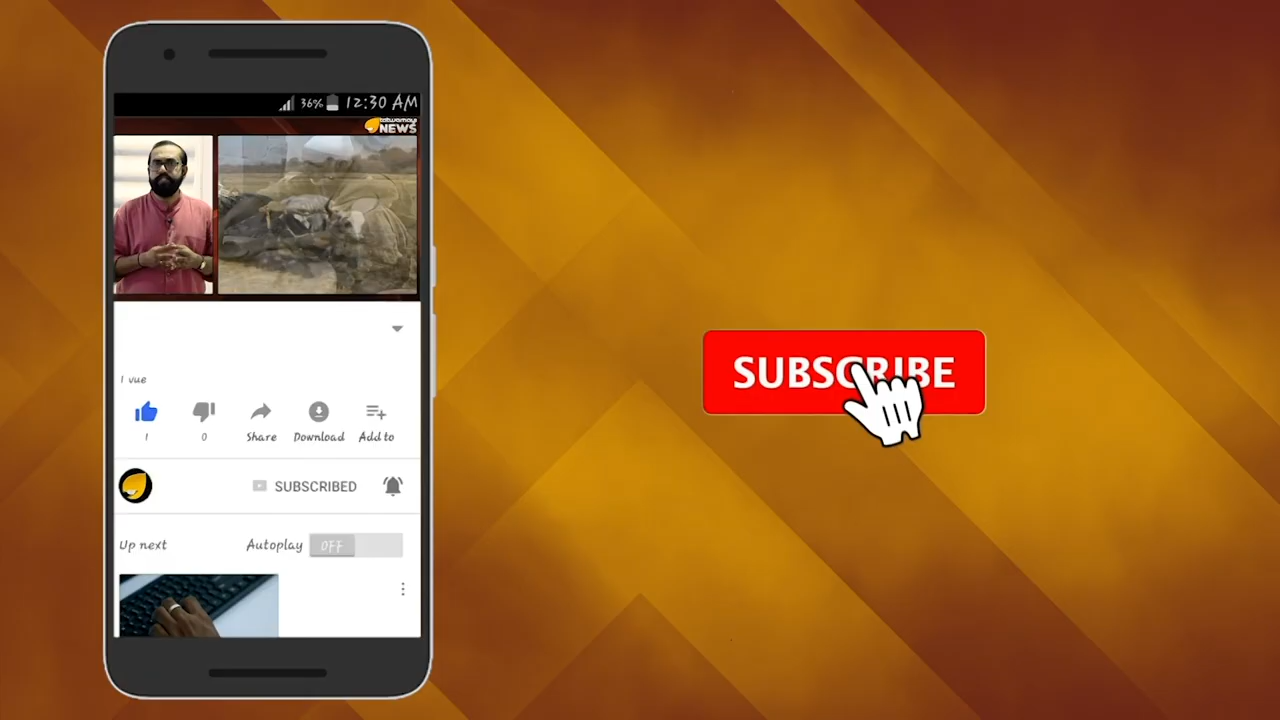 36% 12:30 AM
tatwamayi
NEWS
1 vue
1
0
Share
Download
Add to
SUBSCRIBED
Up next
Autoplay
OFF
SUBSCRIBE